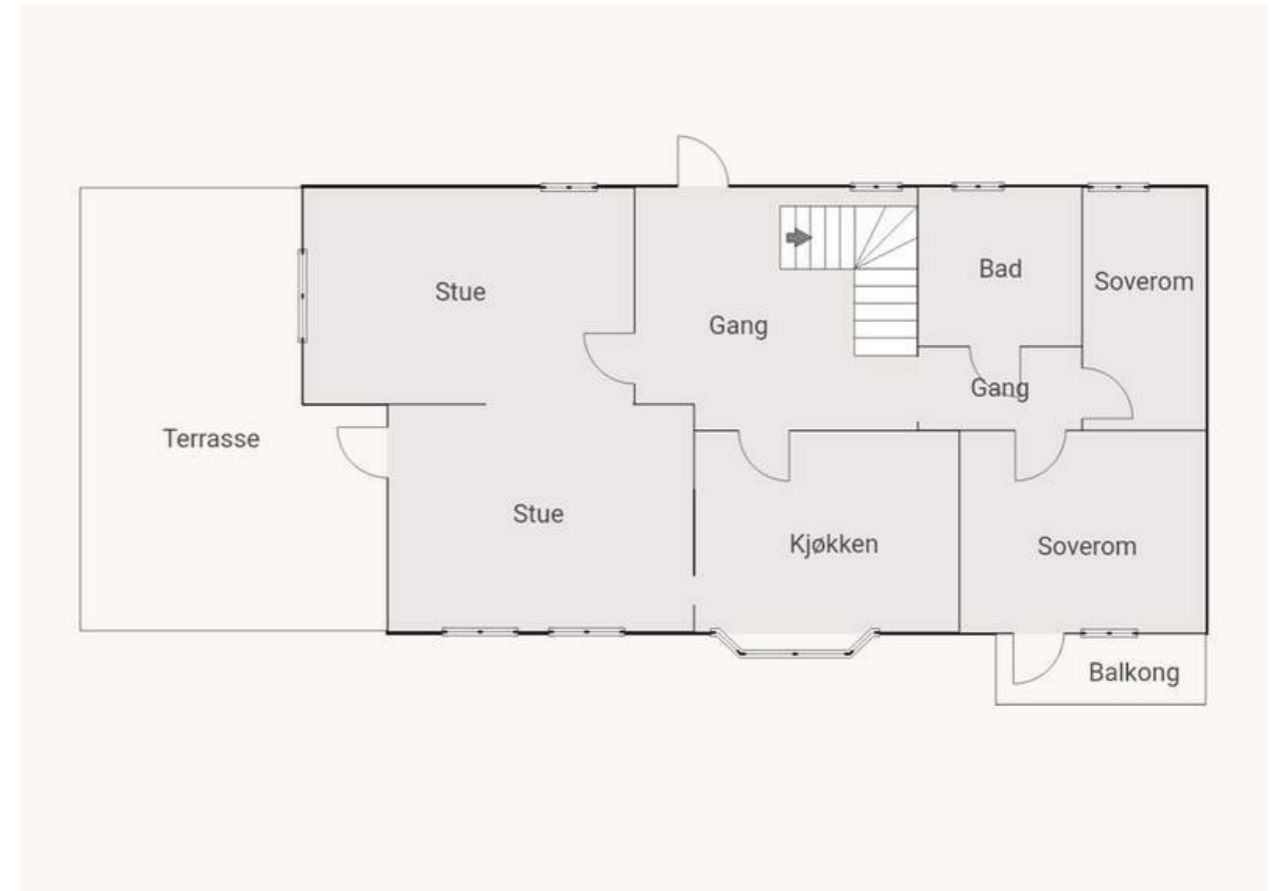 Bad
Soverom
Stue
Gang
Gang
Terrasse
Stue
Kjøkken
Soverom
Balkong